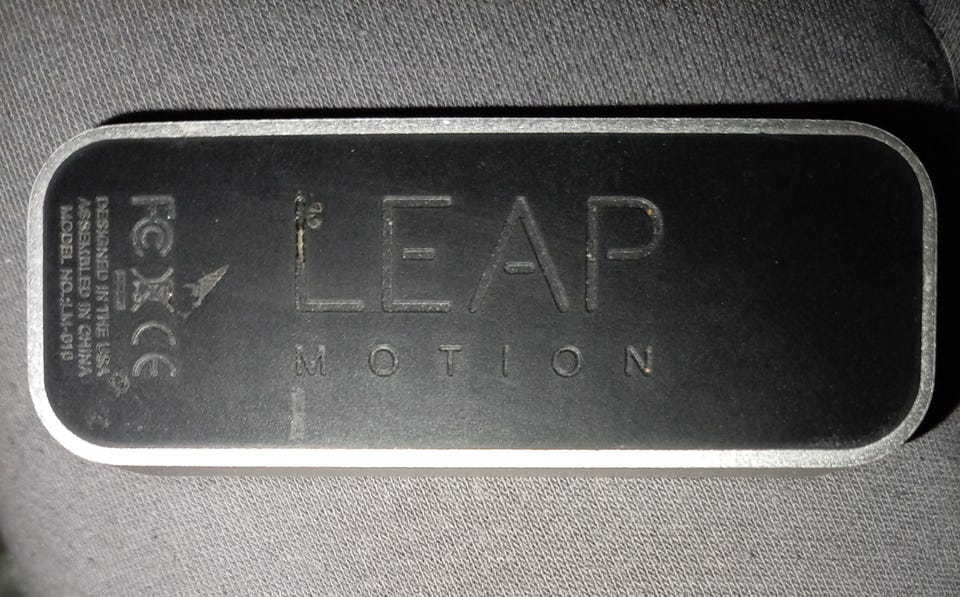 LEAP
MOTION
FC CE
DESIGNED IN THE USA
ASSEMBLED IN CHINA
MODEL NO.:LM-010